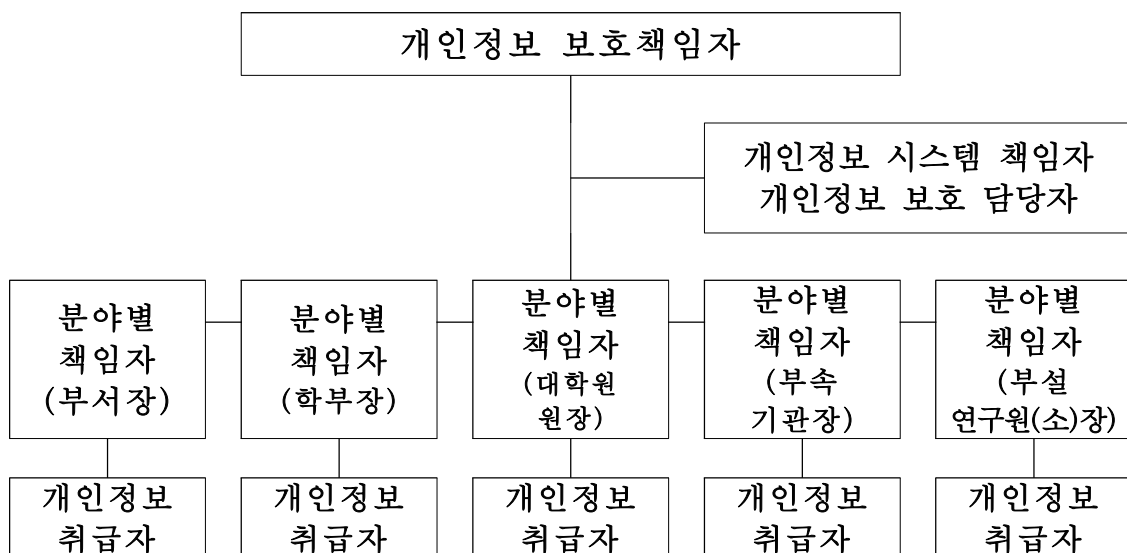 개인정보 보호책임자
개인정보 시스템 책임자
개인정보 보호 담당자
분야별
책임자
(부서장)
분야별
책임자
(학부장)
분야별
책임자
(대학원
원장)
분야별
책임자
(부속
기관장)
분야별
책임자
(부설
연구원(소)장)
개인정보
취급자
개인정보
취급자
개인정보
취급자
개인정보
취급자
개인정보
취급자